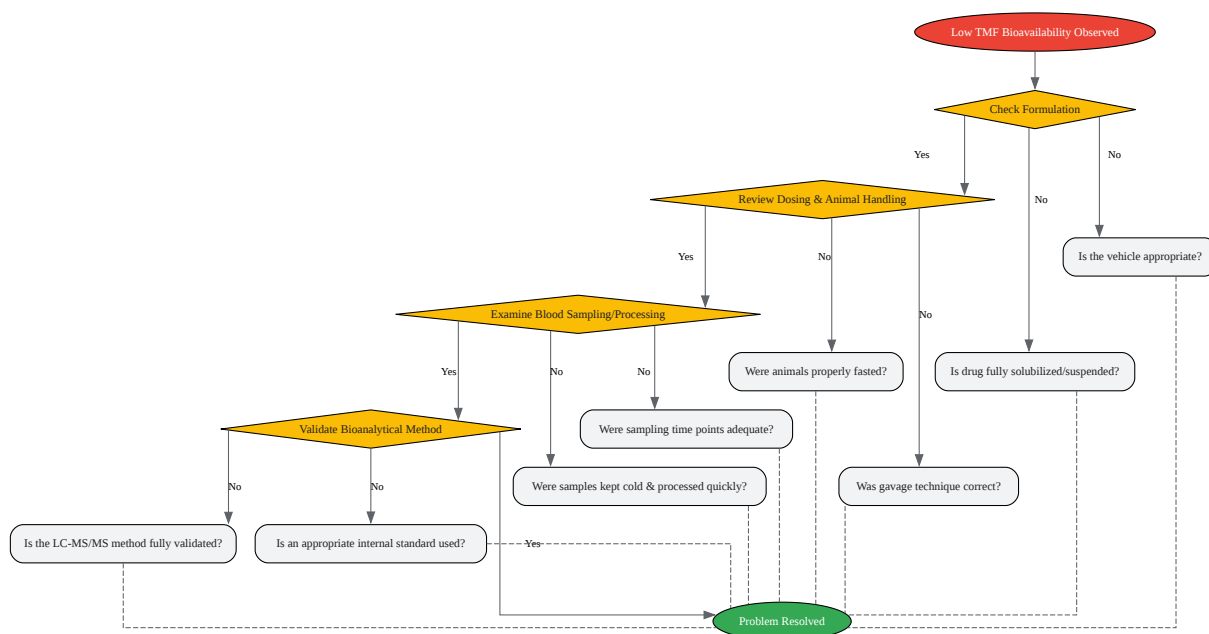 Low TMF Bioavailability Observed
Check Formulation
Yes
No
No
Review Dosing & Animal Handling
Is the vehicle appropriate?
Yes
No
No
Examine Blood Sampling/Processing
Yes
No
No
Were animals properly fasted?
Is drug fully solubilized/suspended?
Validate Bioanalytical Method
Were sampling time points adequate?
No
No
Were samples kept cold & processed quickly?
Was gavage technique correct?
Is the LC-MS/MS method fully validated?
Is an appropriate internal standard used?
Yes
Problem Resolved